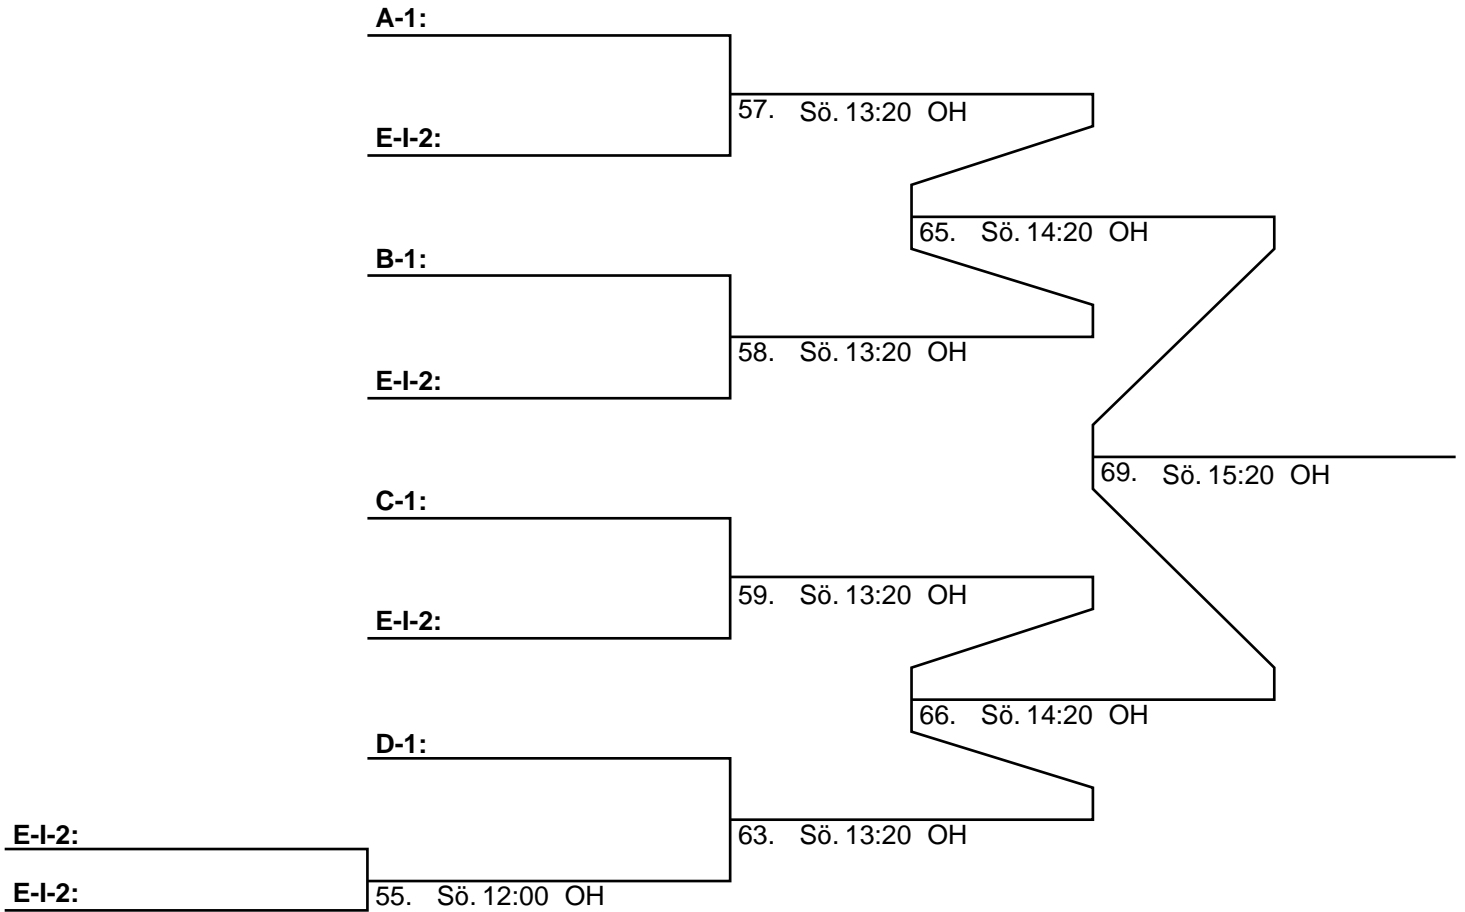 A-1:
57. Sö. 13:20 OH
E-I-2:
65. Sö. 14:20 OH
B-1:
58. Sö. 13:20 OH
E-I-2:
69. Sö. 15:20 OH
C-1:
59. Sö. 13:20 OH
E-I-2:
66. Sö. 14:20 OH
D-1:
E-I-2:
63. Sö. 13:20 OH
E-I-2:
55. Sö. 12:00 OH